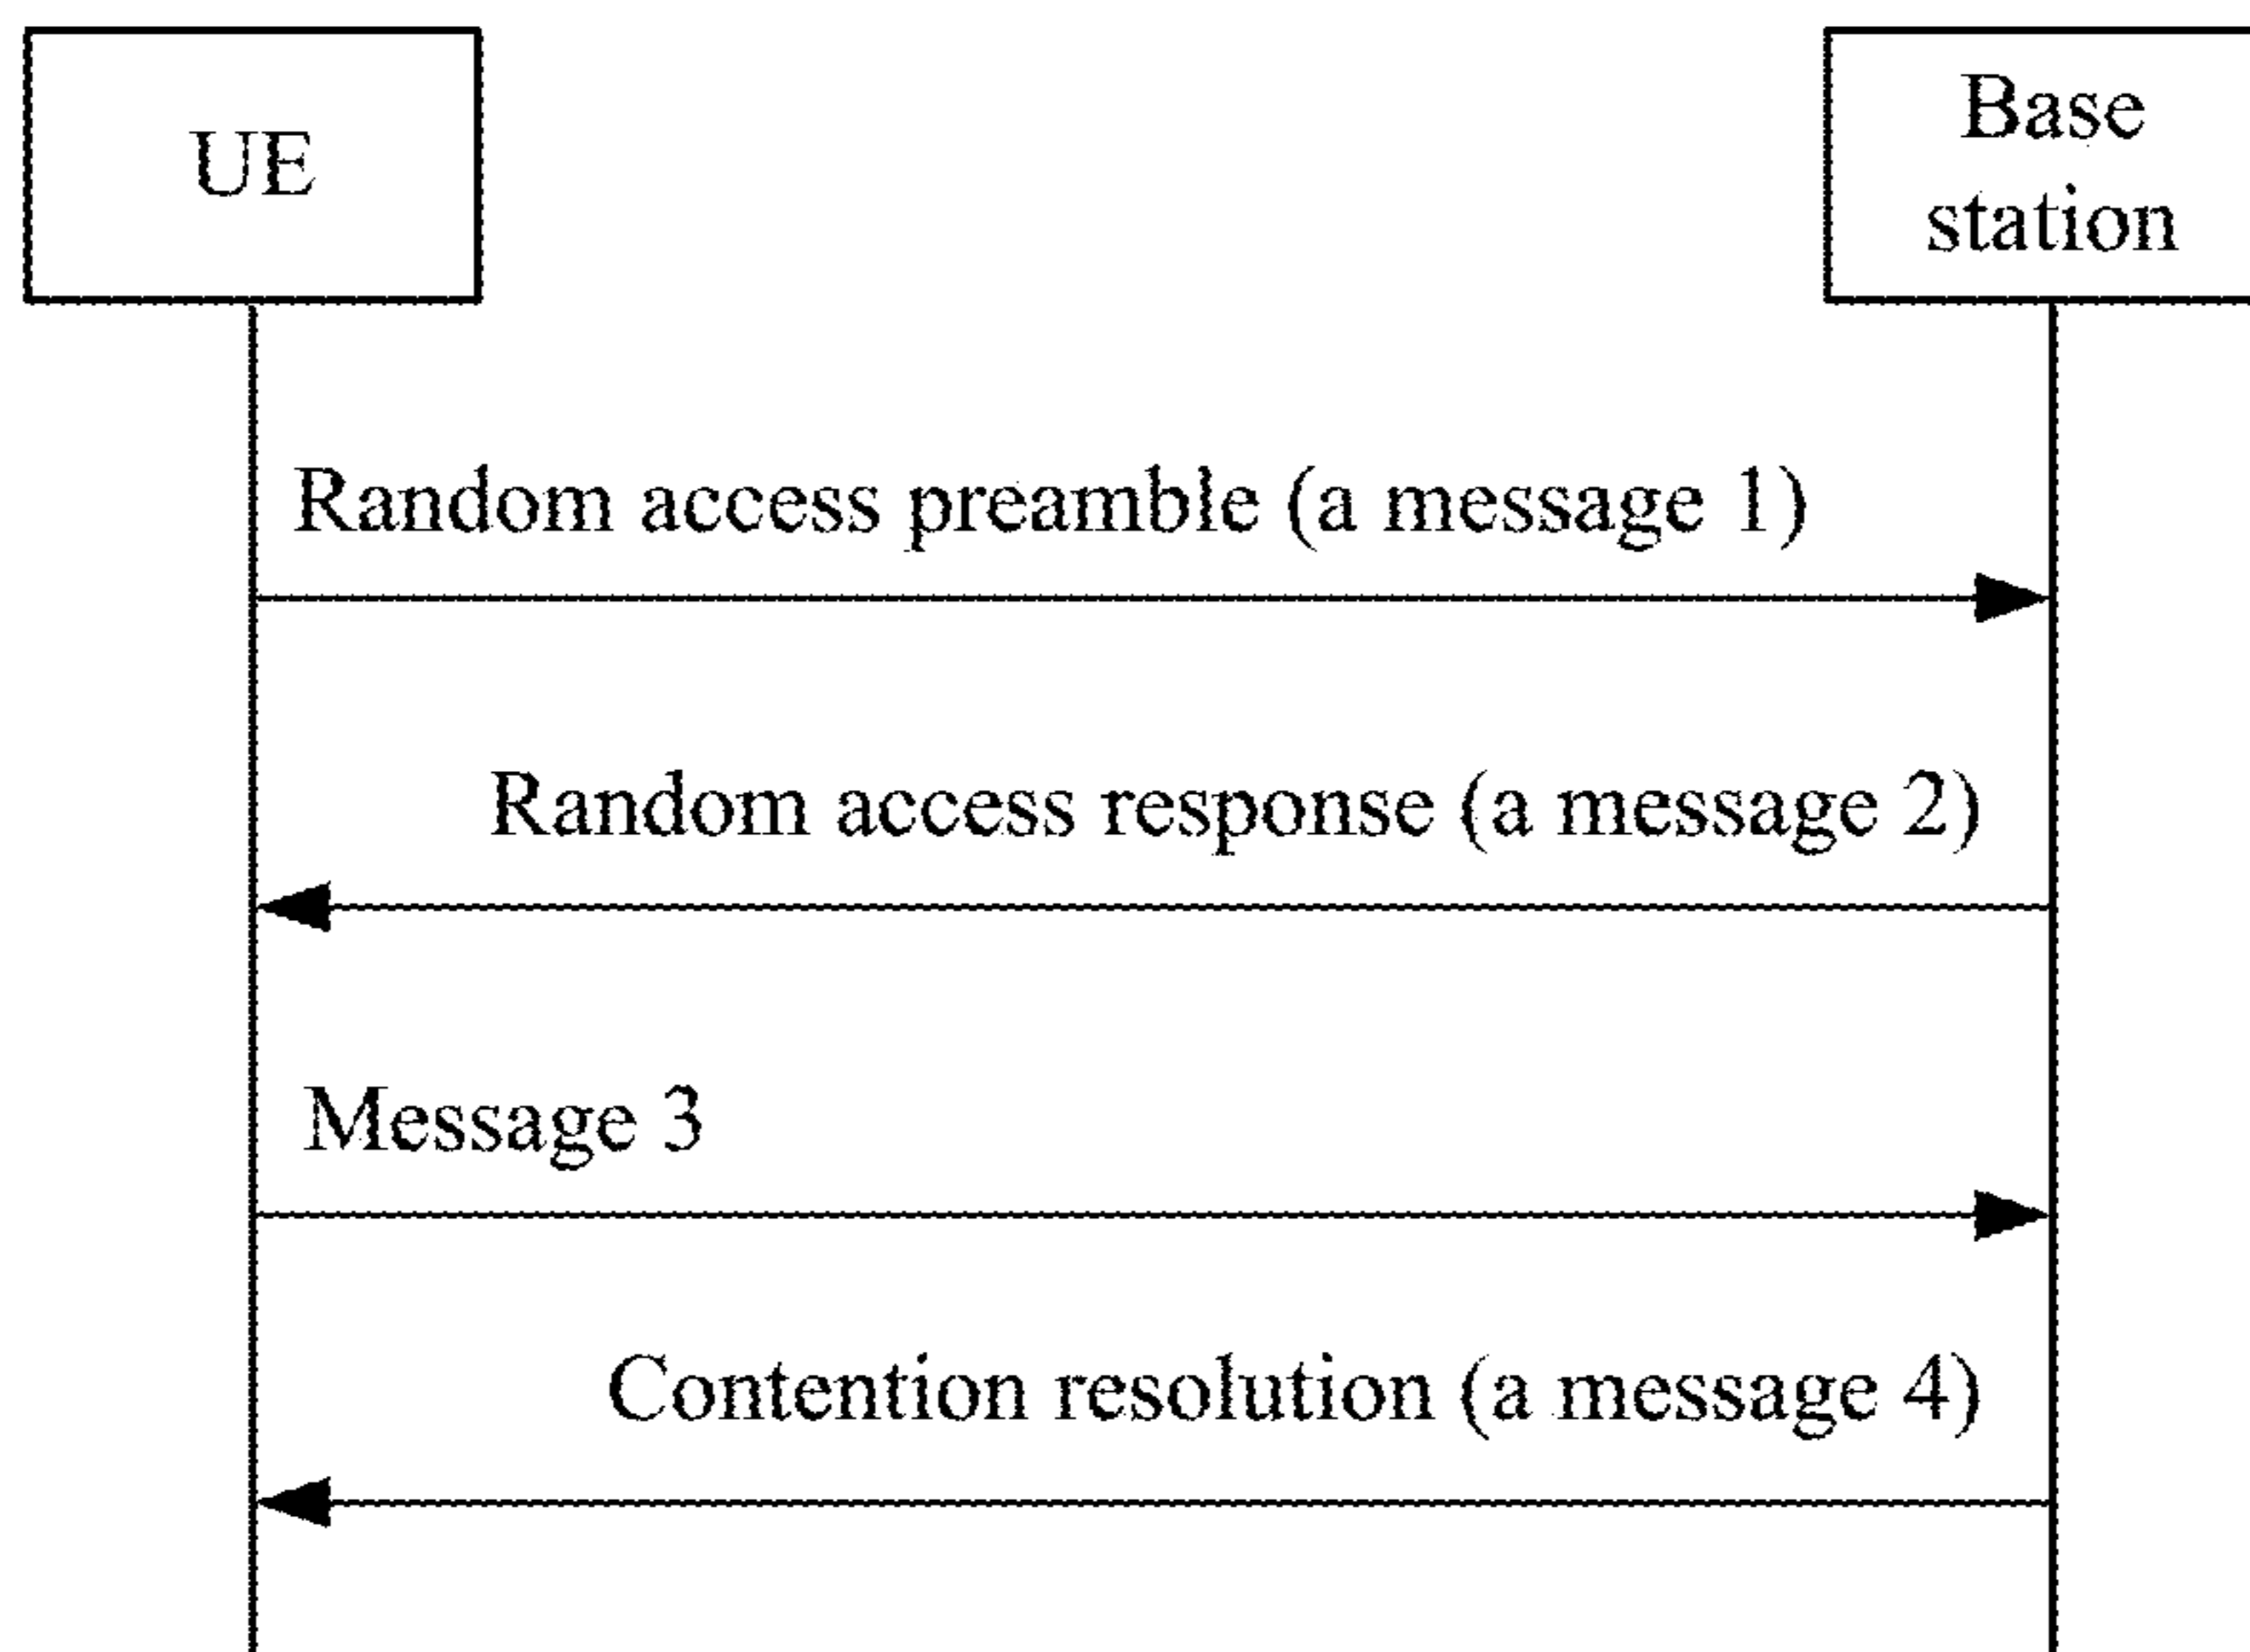 UE
Base
station
Random access preamble (a message 1)
Random access response (a message 2)
Message 3
Contention resolution (a message 4)